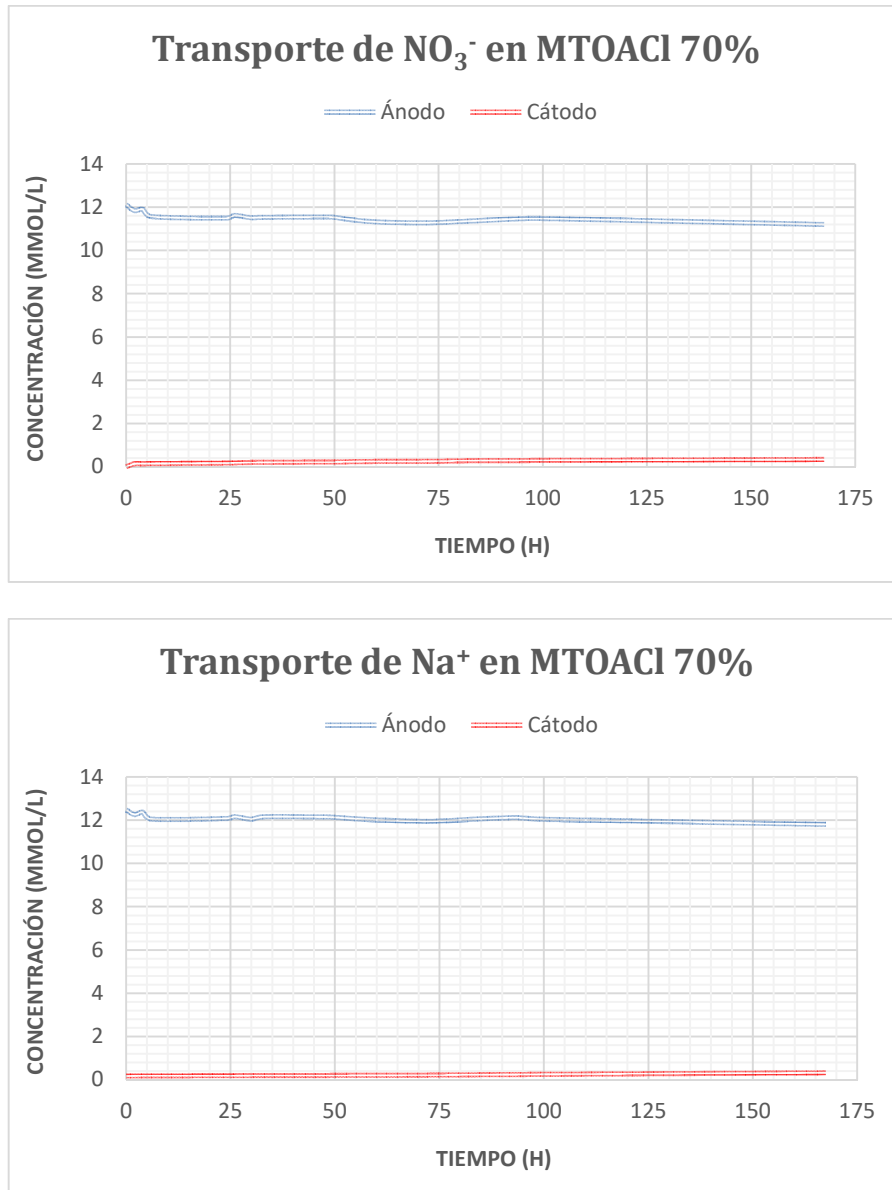 Transporte de NO₃⁻ en MTOACl 70%
Ánodo Cátodo
CONCENTRACIÓN (MMOL/L)
14
12
10
8
6
4
2
0
0 25 50 75 100 125 150 175
TIEMPO (H)
Transporte de Na⁺ en MTOACl 70%
Ánodo Cátodo
CONCENTRACIÓN (MMOL/L)
14
12
10
8
6
4
2
0
0 25 50 75 100 125 150 175
TIEMPO (H)